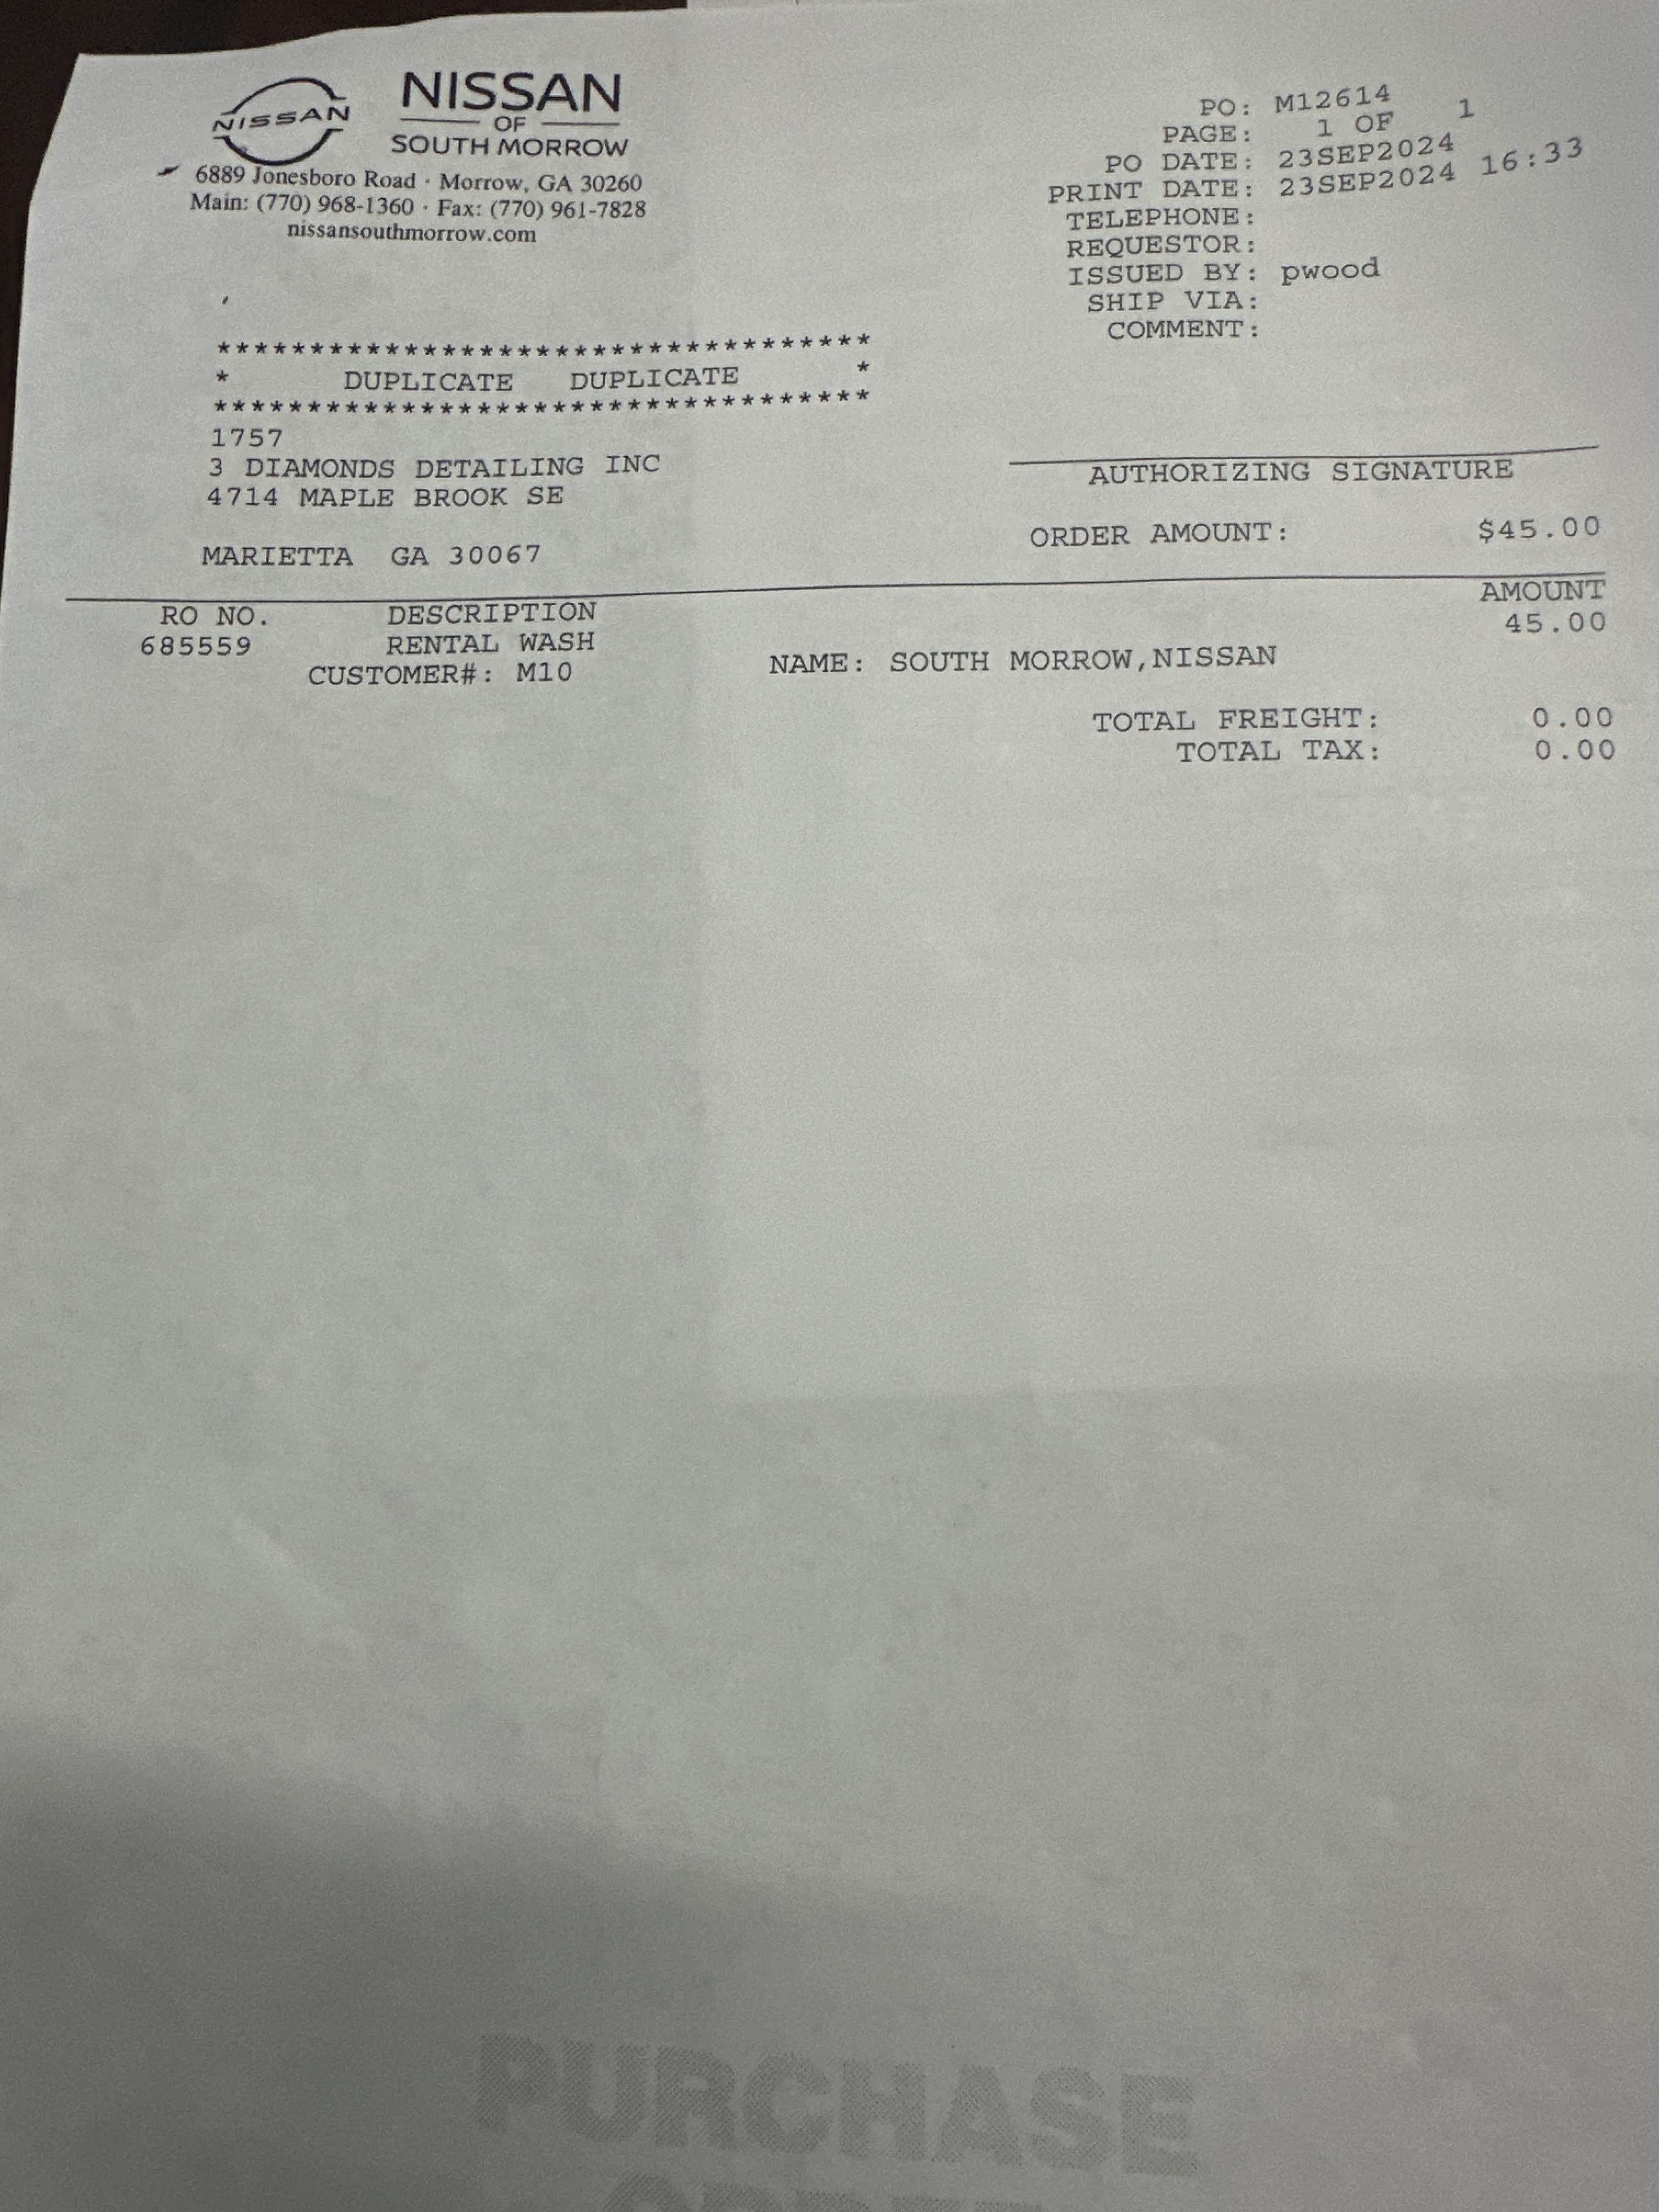 NISSAN
NISSAN
OF
SOUTH MORROW
6889 Jonesboro Road · Morrow, GA 30260
Main: (770) 968-1360 · Fax: (770) 961-7828
nissansouthmorrow.com
PO: M12614
PAGE: 1 OF 1
PO DATE: 23SEP2024
PRINT DATE: 23SEP2024 16:33
TELEPHONE:
REQUESTOR:
ISSUED BY: pwood
SHIP VIA:
COMMENT:
***********************************
* DUPLICATE DUPLICATE *
***********************************
1757
3 DIAMONDS DETAILING INC
4714 MAPLE BROOK SE
MARIETTA GA 30067
AUTHORIZING SIGNATURE
ORDER AMOUNT: $45.00
RO NO. DESCRIPTION AMOUNT
685559 RENTAL WASH 45.00
CUSTOMER#: M10 NAME: SOUTH MORROW,NISSAN
TOTAL FREIGHT: 0.00
TOTAL TAX: 0.00
PURCHASE